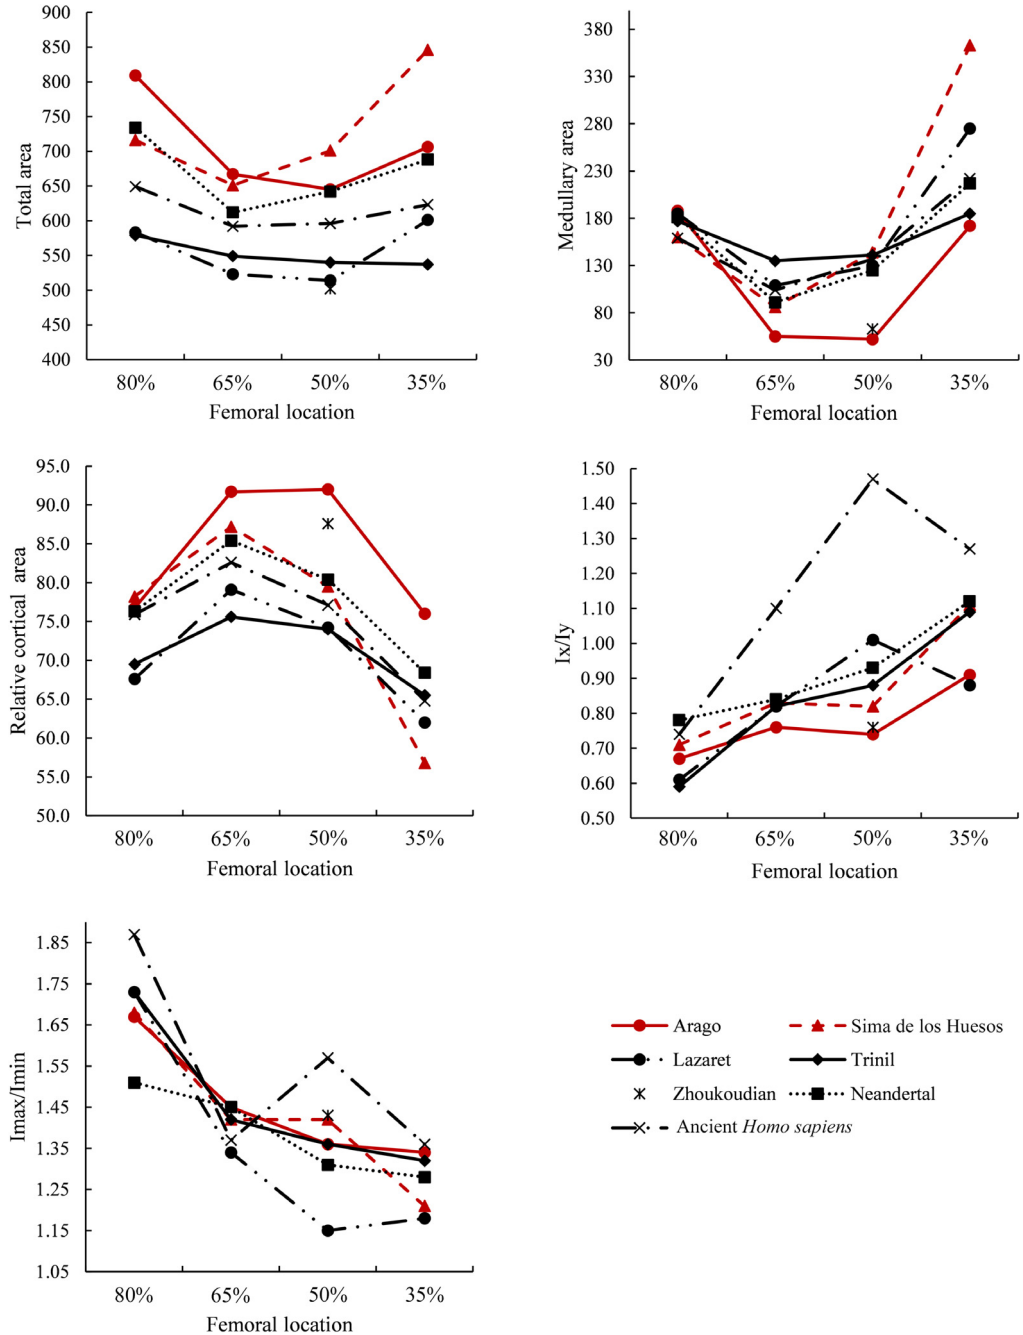 900
850
800
750
700
650
600
550
500
450
400
Total area
80% 65% 50% 35%
Femoral location
380
330
280
230
180
130
80
30
Medullary area
80% 65% 50% 35%
Femoral location
95.0
90.0
85.0
80.0
75.0
70.0
65.0
60.0
55.0
50.0
Relative cortical area
80% 65% 50% 35%
Femoral location
1.50
1.40
1.30
1.20
1.10
1.00
0.90
0.80
0.70
0.60
0.50
Ix/Iy
80% 65% 50% 35%
Femoral location
1.85
1.75
1.65
1.55
1.45
1.35
1.25
1.15
1.05
Imax/Imin
80% 65% 50% 35%
Femoral location
Arago Sima de los Huesos
Lazaret Trinil
Zhoukoudian Neandertal
Ancient Homo sapiens